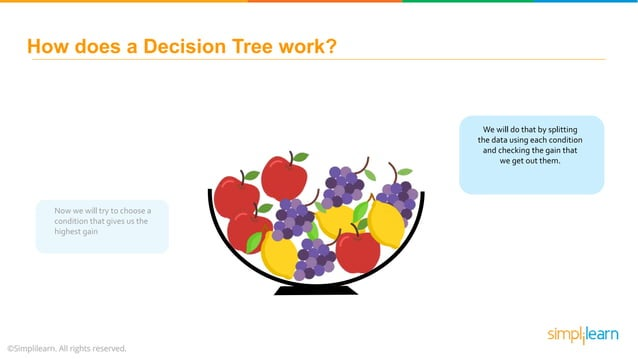 How does a Decision Tree work?
We will do that by splitting
the data using each condition
and checking the gain that
we get out them.
Now we will try to choose a
condition that gives us the
highest gain
simplilearn
©Simplilearn. All rights reserved.